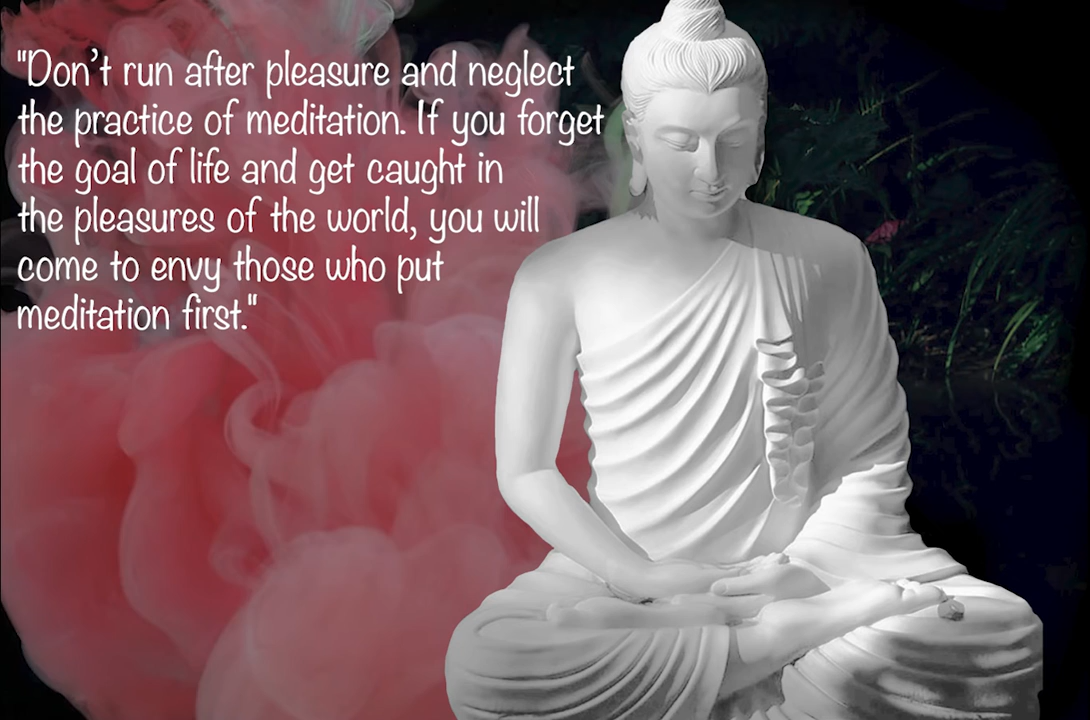 "Don't run after pleasure and neglect
the practice of meditation. If you forget
the goal of life and get caught in
the pleasures of the world, you will
come to envy those who put
meditation first."